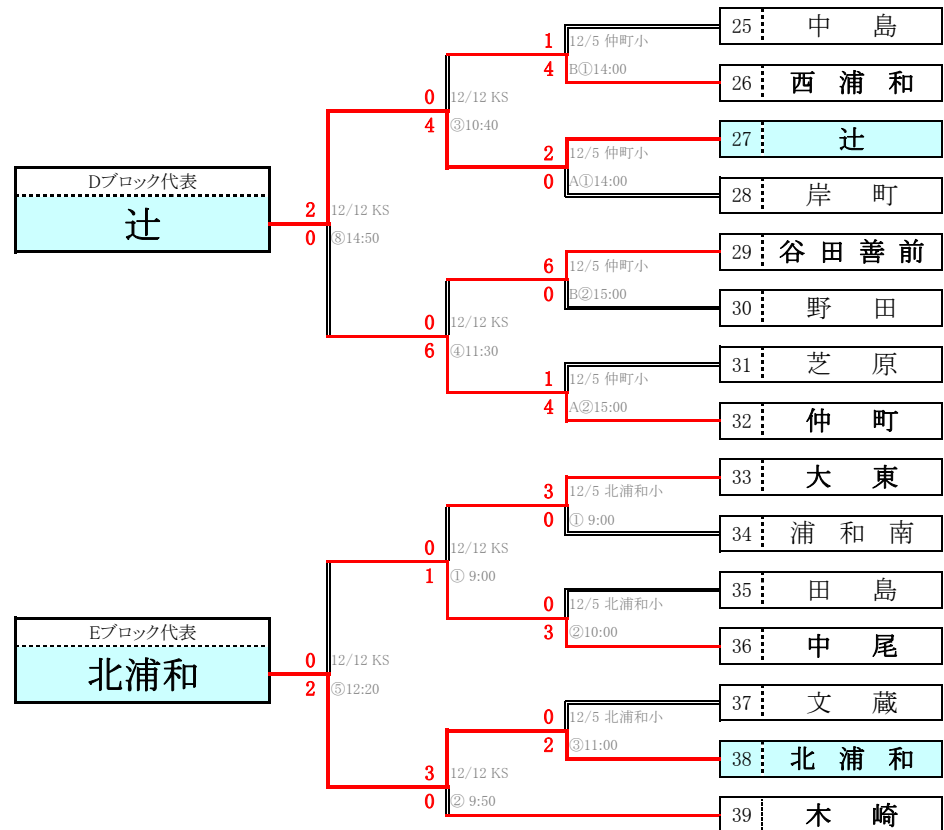 25 中島
1 12/5 仲町小
4 B①14:00
26 西浦和
0 12/12 KS
4 ③10:40
27 辻
2 12/5 仲町小
0 A①14:00
28 岸町
Dブロック代表
辻
2 12/12 KS
0 ⑧14:50
29 谷田善前
6 12/5 仲町小
0 B②15:00
30 野田
0 12/12 KS
6 ④11:30
31 芝原
1 12/5 仲町小
4 A②15:00
32 仲町
33 大東
3 12/5 北浦和小
0 ① 9:00
34 浦和南
0 12/12 KS
1 ① 9:00
35 田島
0 12/5 北浦和小
3 ②10:00
36 中尾
Eブロック代表
北浦和
0 12/12 KS
2 ⑤12:20
37 文蔵
0 12/5 北浦和小
2 ③11:00
38 北浦和
3 12/12 KS
0 ② 9:50
39 木崎